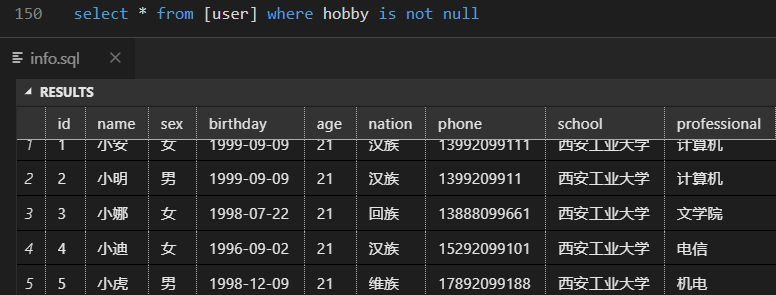 150 select * from [user] where hobby is not null
info.sql
RESULTS
id name sex birthday age nation phone school professional
1 1 小安 女 1999-09-09 21 汉族 13992099111 西安工业大学 计算机
2 2 小明 男 1999-09-09 21 汉族 1399209911 西安工业大学 计算机
3 3 小娜 女 1998-07-22 21 回族 13888099661 西安工业大学 文学院
4 4 小迪 女 1996-09-02 21 汉族 15292099101 西安工业大学 电信
5 5 小虎 男 1998-12-09 21 维族 17892099188 西安工业大学 机电